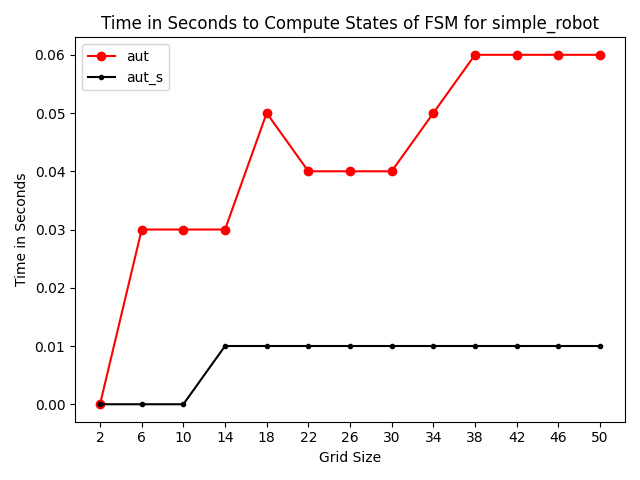 Time in Seconds to Compute States of FSM for simple_robot
aut
aut_s
0.06
0.05
0.04
0.03
0.02
0.01
0.00
Time in Seconds
2 6 10 14 18 22 26 30 34 38 42 46 50
Grid Size